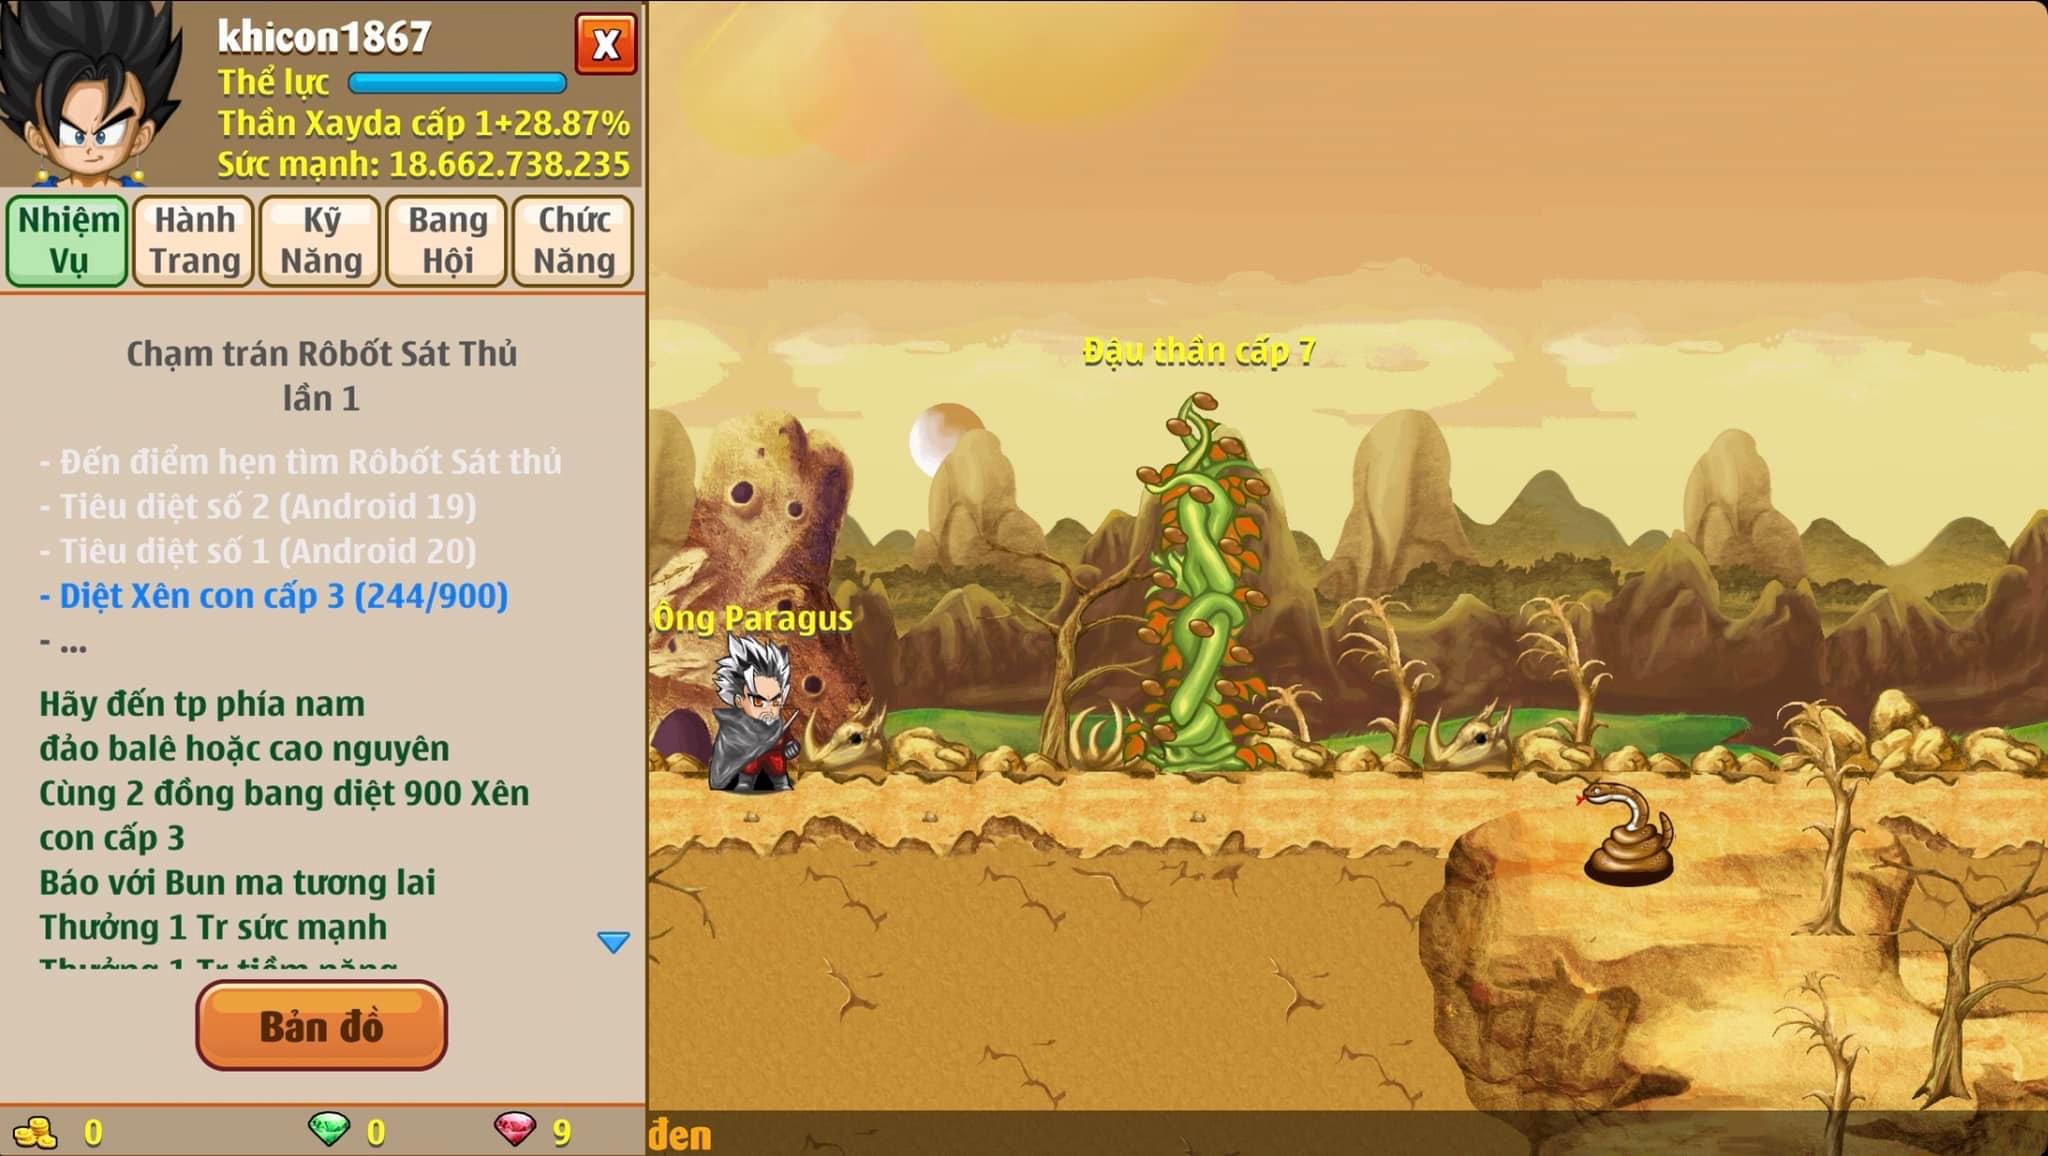 khicon1867
X
Thể lực
Thần Xayda cấp 1+28.87%
Sức mạnh: 18.662.738.235
Nhiệm Vụ
Hành Trang
Kỹ Năng
Bang Hội
Chức Năng
Chạm trán Rôbốt Sát Thủ
lần 1
- Đến điểm hẹn tìm Rôbốt Sát thủ
- Tiêu diệt số 2 (Android 19)
- Tiêu diệt số 1 (Android 20)
- Diệt Xên con cấp 3 (244/900)
- ...
Hãy đến tp phía nam
đảo balê hoặc cao nguyên
Cùng 2 đồng bang diệt 900 Xên
con cấp 3
Báo với Bun ma tương lai
Thưởng 1 Tr sức mạnh
Thưởng 1 Tr tiềm năng
Bản đồ
0
0
9
Đậu thần cấp 7
Ông Paragus
đen